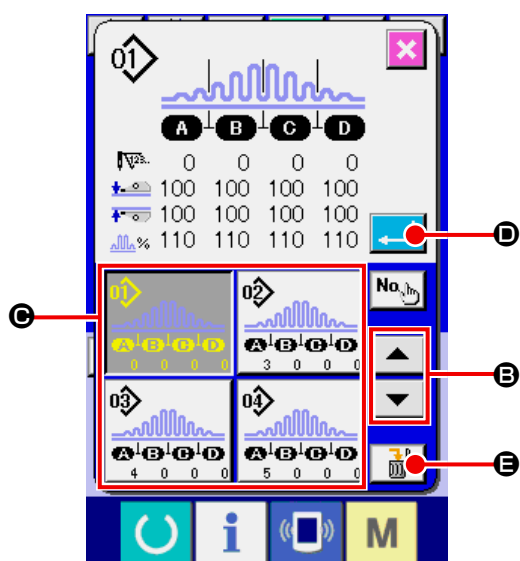 01
A B C D
123..
0 0 0 0
100 100 100 100
100 100 100 100
% 110 110 110 110
D
No.
01
A B C D
0 0 0 0
02
A B C D
3 0 0 0
C
B
03
A B C D
4 0 0 0
04
A B C D
5 0 0 0
P
E
i
M